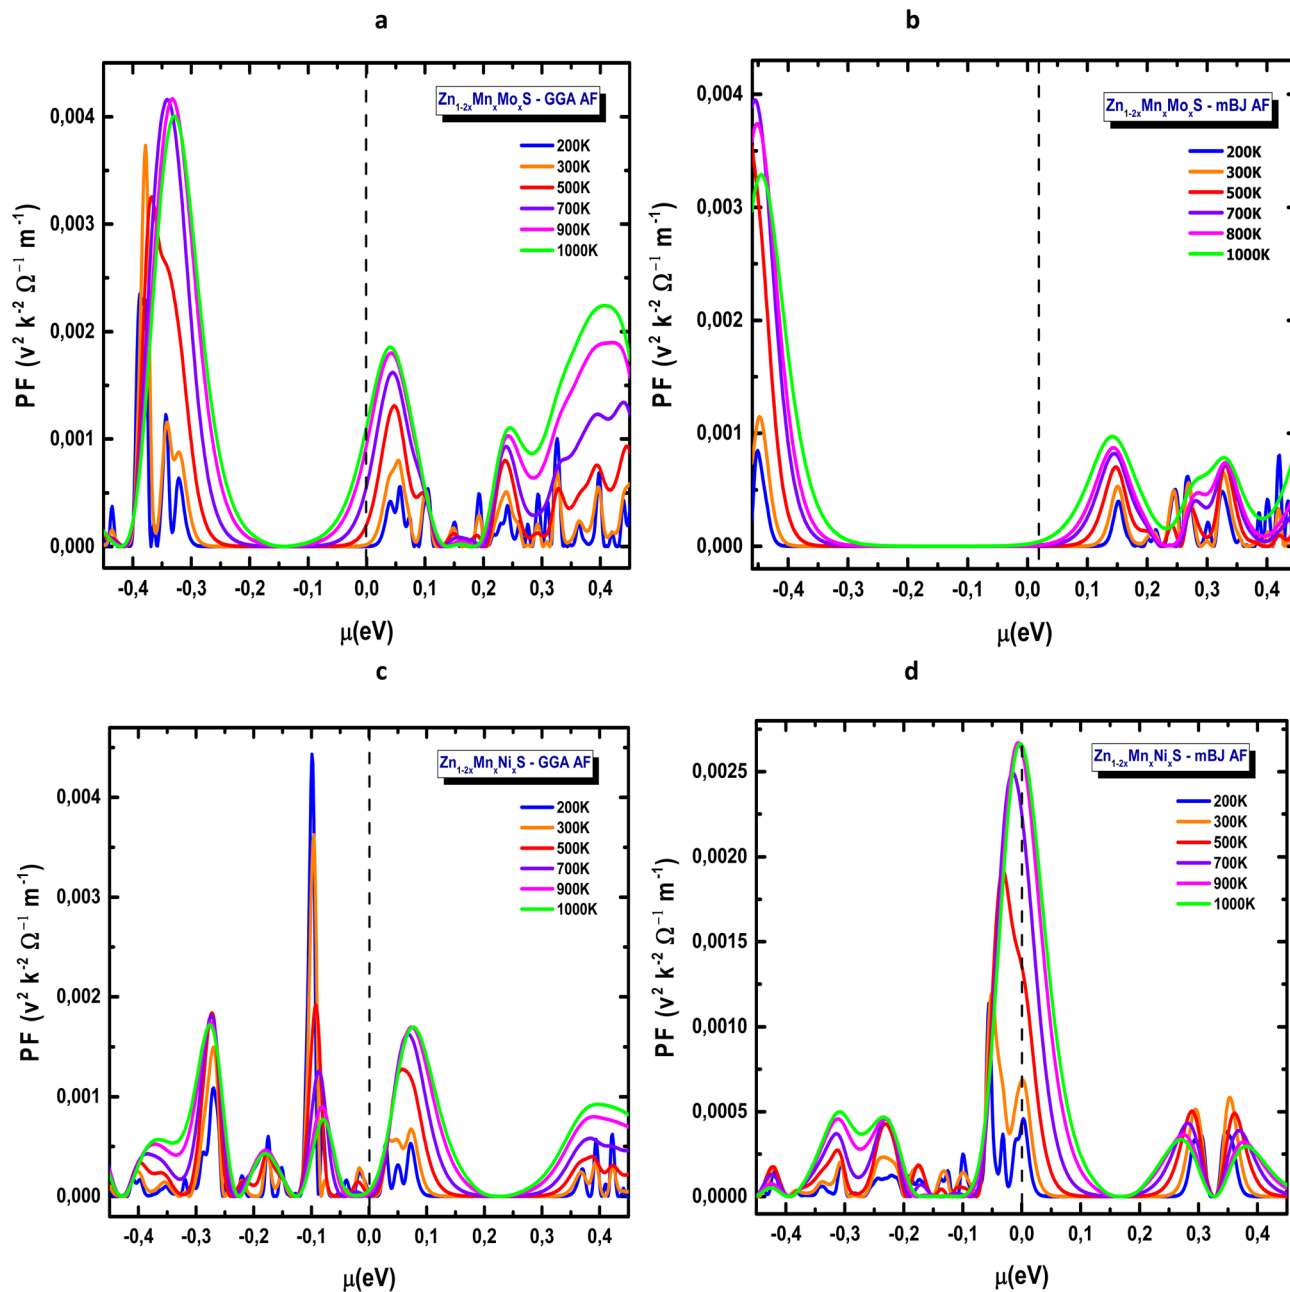 a
Zn1-2xMnxMoxS - GGA AF
200K
300K
500K
700K
900K
1000K
0,004
0,003
0,002
0,001
0,000
PF (v² k⁻² Ω⁻¹ m⁻¹)
-0,4 -0,3 -0,2 -0,1 0,0 0,1 0,2 0,3 0,4
μ(eV)
b
Zn1-2xMnxMoxS - mBJ AF
200K
300K
500K
700K
800K
1000K
0,004
0,003
0,002
0,001
0,000
PF (v² k⁻² Ω⁻¹ m⁻¹)
-0,4 -0,3 -0,2 -0,1 0,0 0,1 0,2 0,3 0,4
μ(eV)
c
Zn1-2xMnxNixS - GGA AF
200K
300K
500K
700K
900K
1000K
0,004
0,003
0,002
0,001
0,000
PF (v² k⁻² Ω⁻¹ m⁻¹)
-0,4 -0,3 -0,2 -0,1 0,0 0,1 0,2 0,3 0,4
μ(eV)
d
Zn1-2xMnxNixS - mBJ AF
200K
300K
500K
700K
900K
1000K
0,0025
0,0020
0,0015
0,0010
0,0005
0,0000
PF (v² k⁻² Ω⁻¹ m⁻¹)
-0,4 -0,3 -0,2 -0,1 0,0 0,1 0,2 0,3 0,4
μ(eV)